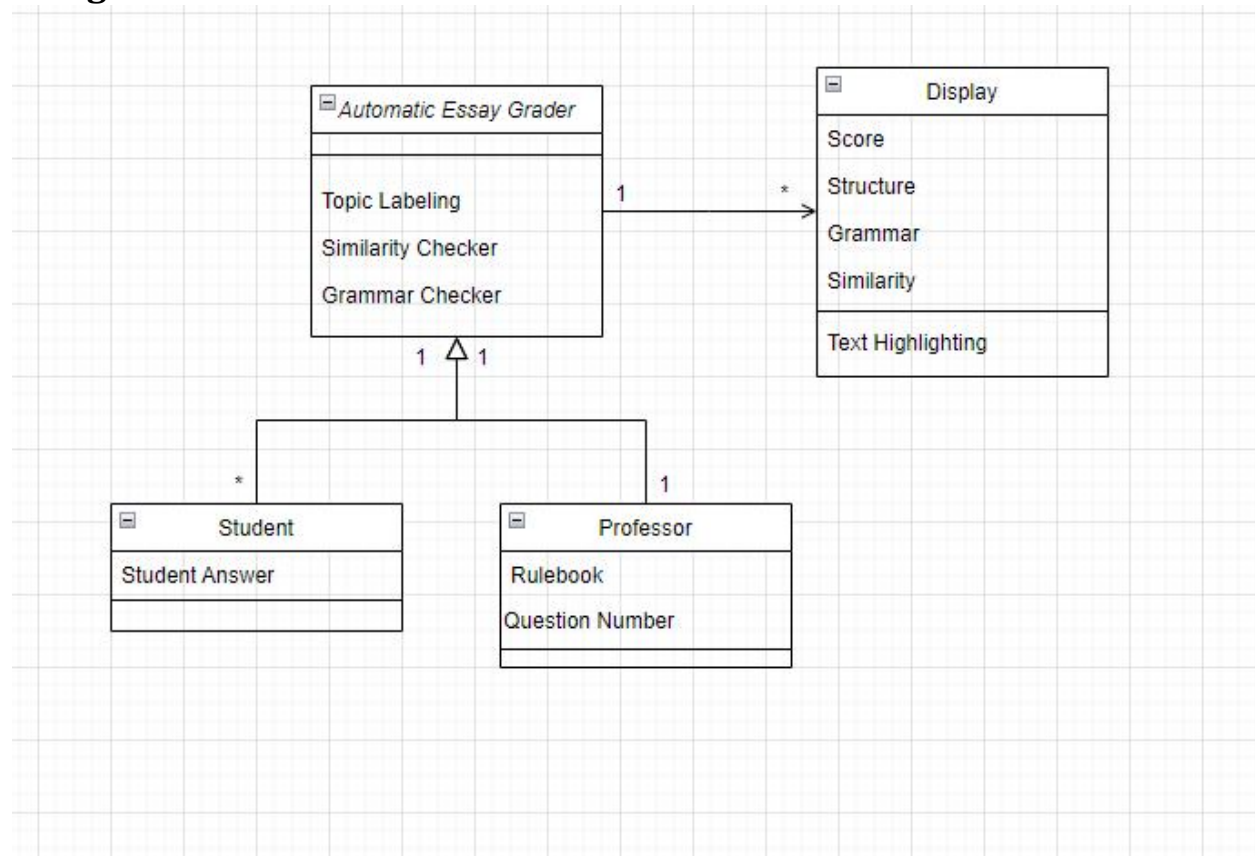 Automatic Essay Grader
Topic Labeling
Similarity Checker
Grammar Checker
1
*
Display
Score
Structure
Grammar
Similarity
Text Highlighting
1
1
*
1
Student
Student Answer
Professor
Rulebook
Question Number